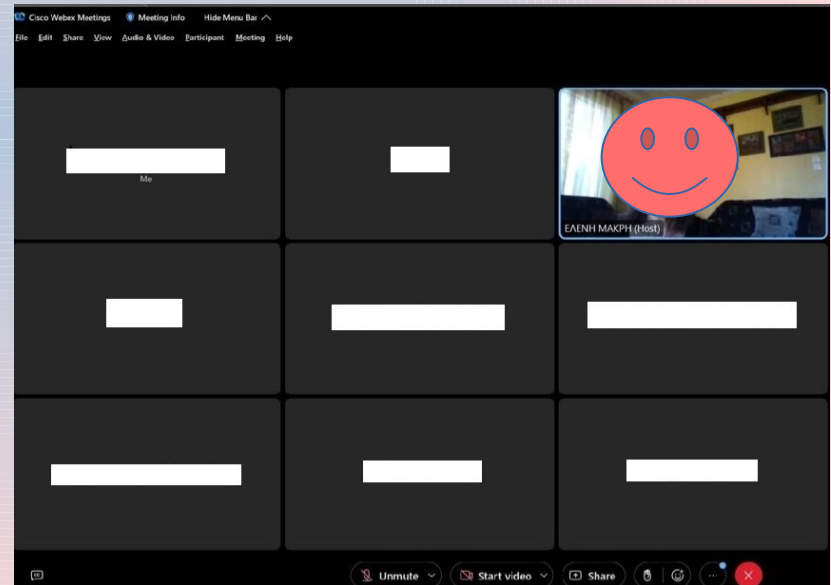 Cisco Webex Meetings Meeting Info Hide Menu Bar
File Edit Share View Audio & Video Participant Meeting Help
Me
ΕΛΕΝΗ ΜΑΚΡΗ (Host)
Unmute Start video Share